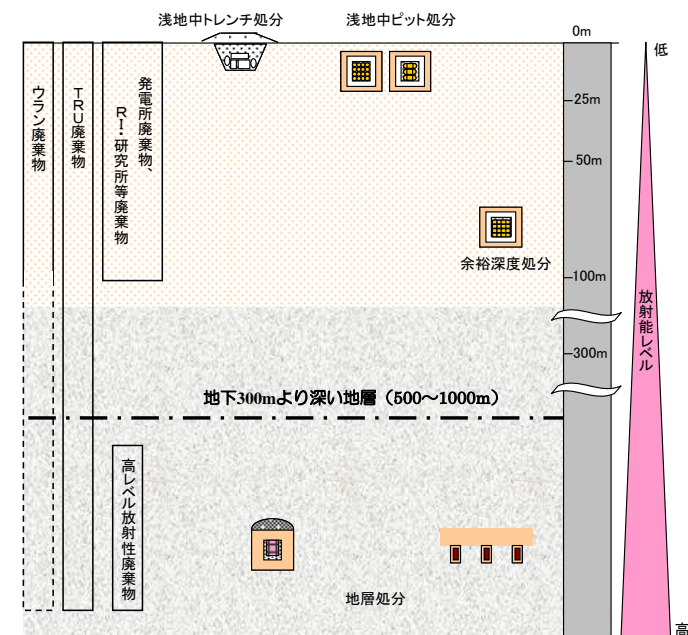 浅地中トレンチ処分
浅地中ピット処分
0m
低
ウラン廃棄物
TRU廃棄物
発電所廃棄物、
RI・研究所等廃棄物
25m
50m
余裕深度処分
100m
放射能レベル
300m
地下300mより深い地層（500～1000m）
高レベル放射性廃棄物
地層処分
高